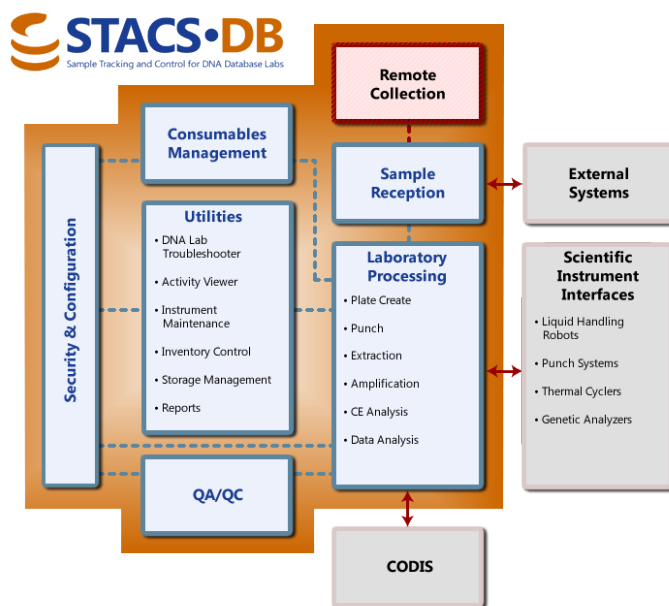 STACS•DB
Sample Tracking and Control for DNA Database Labs
Remote
Collection
Consumables
Management
Sample
Reception
External
Systems
Security & Configuration
Utilities
• DNA Lab
Troubleshooter
• Activity Viewer
• Instrument
Maintenance
• Inventory Control
• Storage Management
• Reports
Laboratory
Processing
• Plate Create
• Punch
• Extraction
• Amplification
• CE Analysis
• Data Analysis
Scientific
Instrument
Interfaces
• Liquid Handling
Robots
• Punch Systems
• Thermal Cyclers
• Genetic Analyzers
QA/QC
CODIS